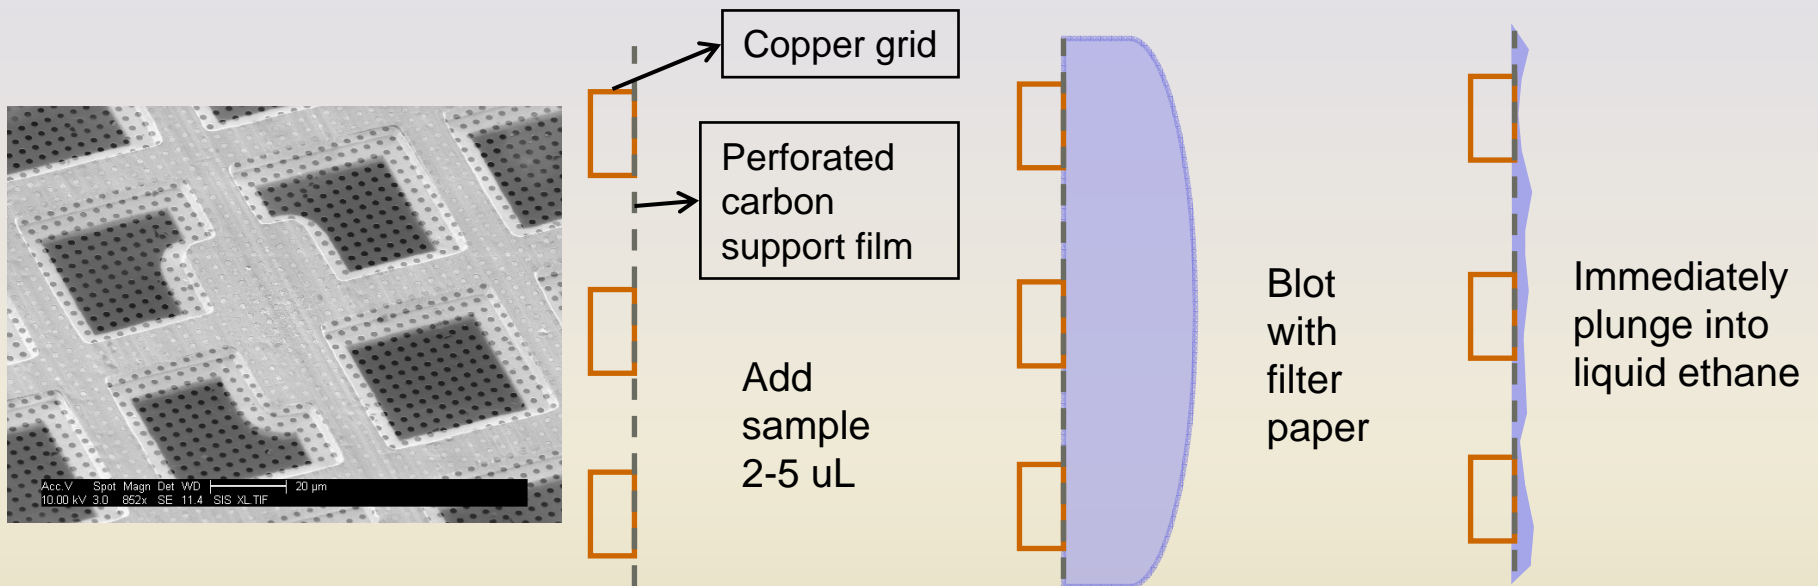 Copper grid
Perforated
carbon
support film
Add
sample
2-5 uL
Blot
with
filter
paper
Immediately
plunge into
liquid ethane
Acc.V Spot Magn Det WD 20 µm
10.00 kV 3.0 852x SE 11.4 SIS XL TIF